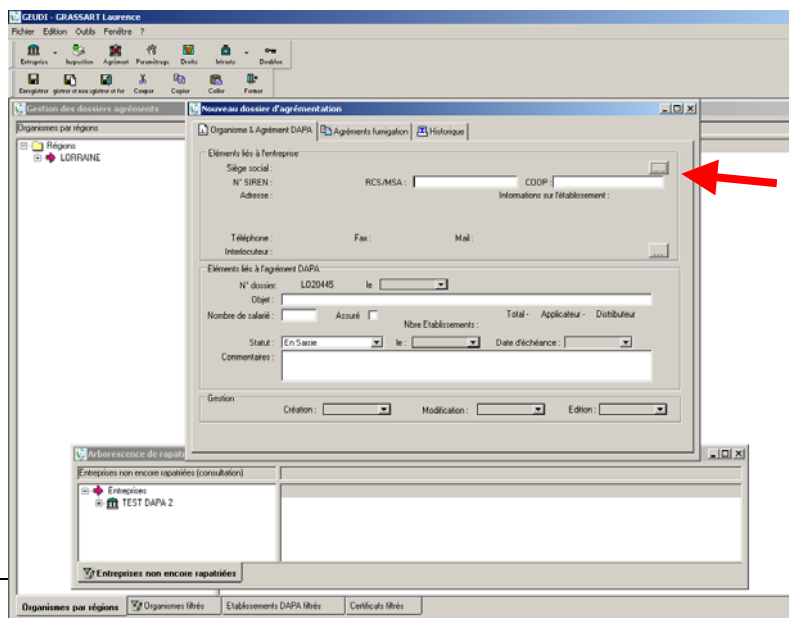 GEUDI - GRASSART Laurence
Fichier Edition Outils Fenêtre ?
Entreprise Inspection Agrément Paramétrage Droits Intrants Doublon
Couper Copier Coller Fermer
Gestion des dossiers agréments
Organismes par régions
Régions
LORRAINE
Nouveau dossier d'agrémentation
Organisme & Agrément DAPA Agréments fumigation Historique
Eléments liés à l'entreprise
Siège social :
...
N° SIREN : RCS/MSA : COOP :
Adresse : Informations sur l'établissement :
Téléphone : Fax : Mail :
Interlocuteur :
...
Eléments liés à l'agrément DAPA
N° dossier: LO20445 le
Objet :
Nombre de salarié : Assuré Nbre Etablissements : Total - Applicateur - Distributeur
Statut : En Saisie le : Date d'échéance :
Commentaires :
Gestion
Création : Modification : Edition :
Arborescence de rapatri
Entreprises non encore rapatriées (consultation)
Entreprises
TEST DAPA 2
Entreprises non encore rapatriées
Organismes par régions Organismes filtrés Etablissements DAPA filtrés Certificats filtrés